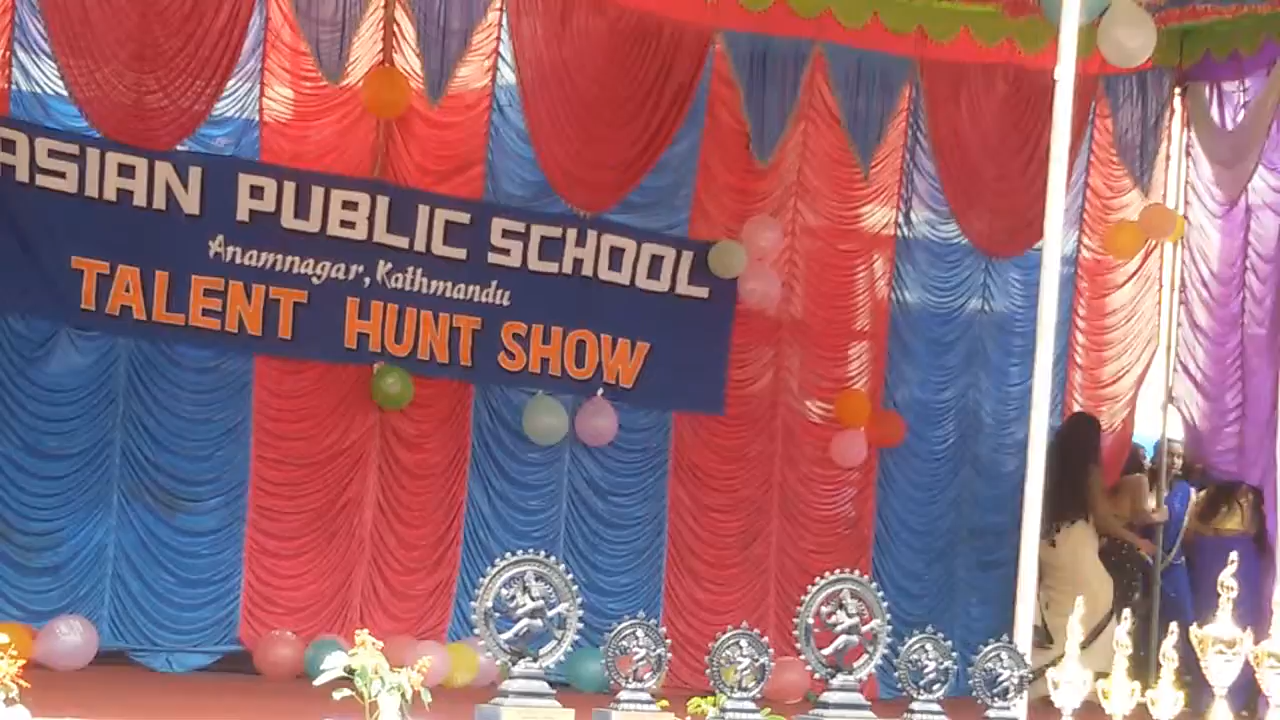 ASIAN PUBLIC SCHOOL
Anamnagar, Kathmandu
TALENT HUNT SHOW